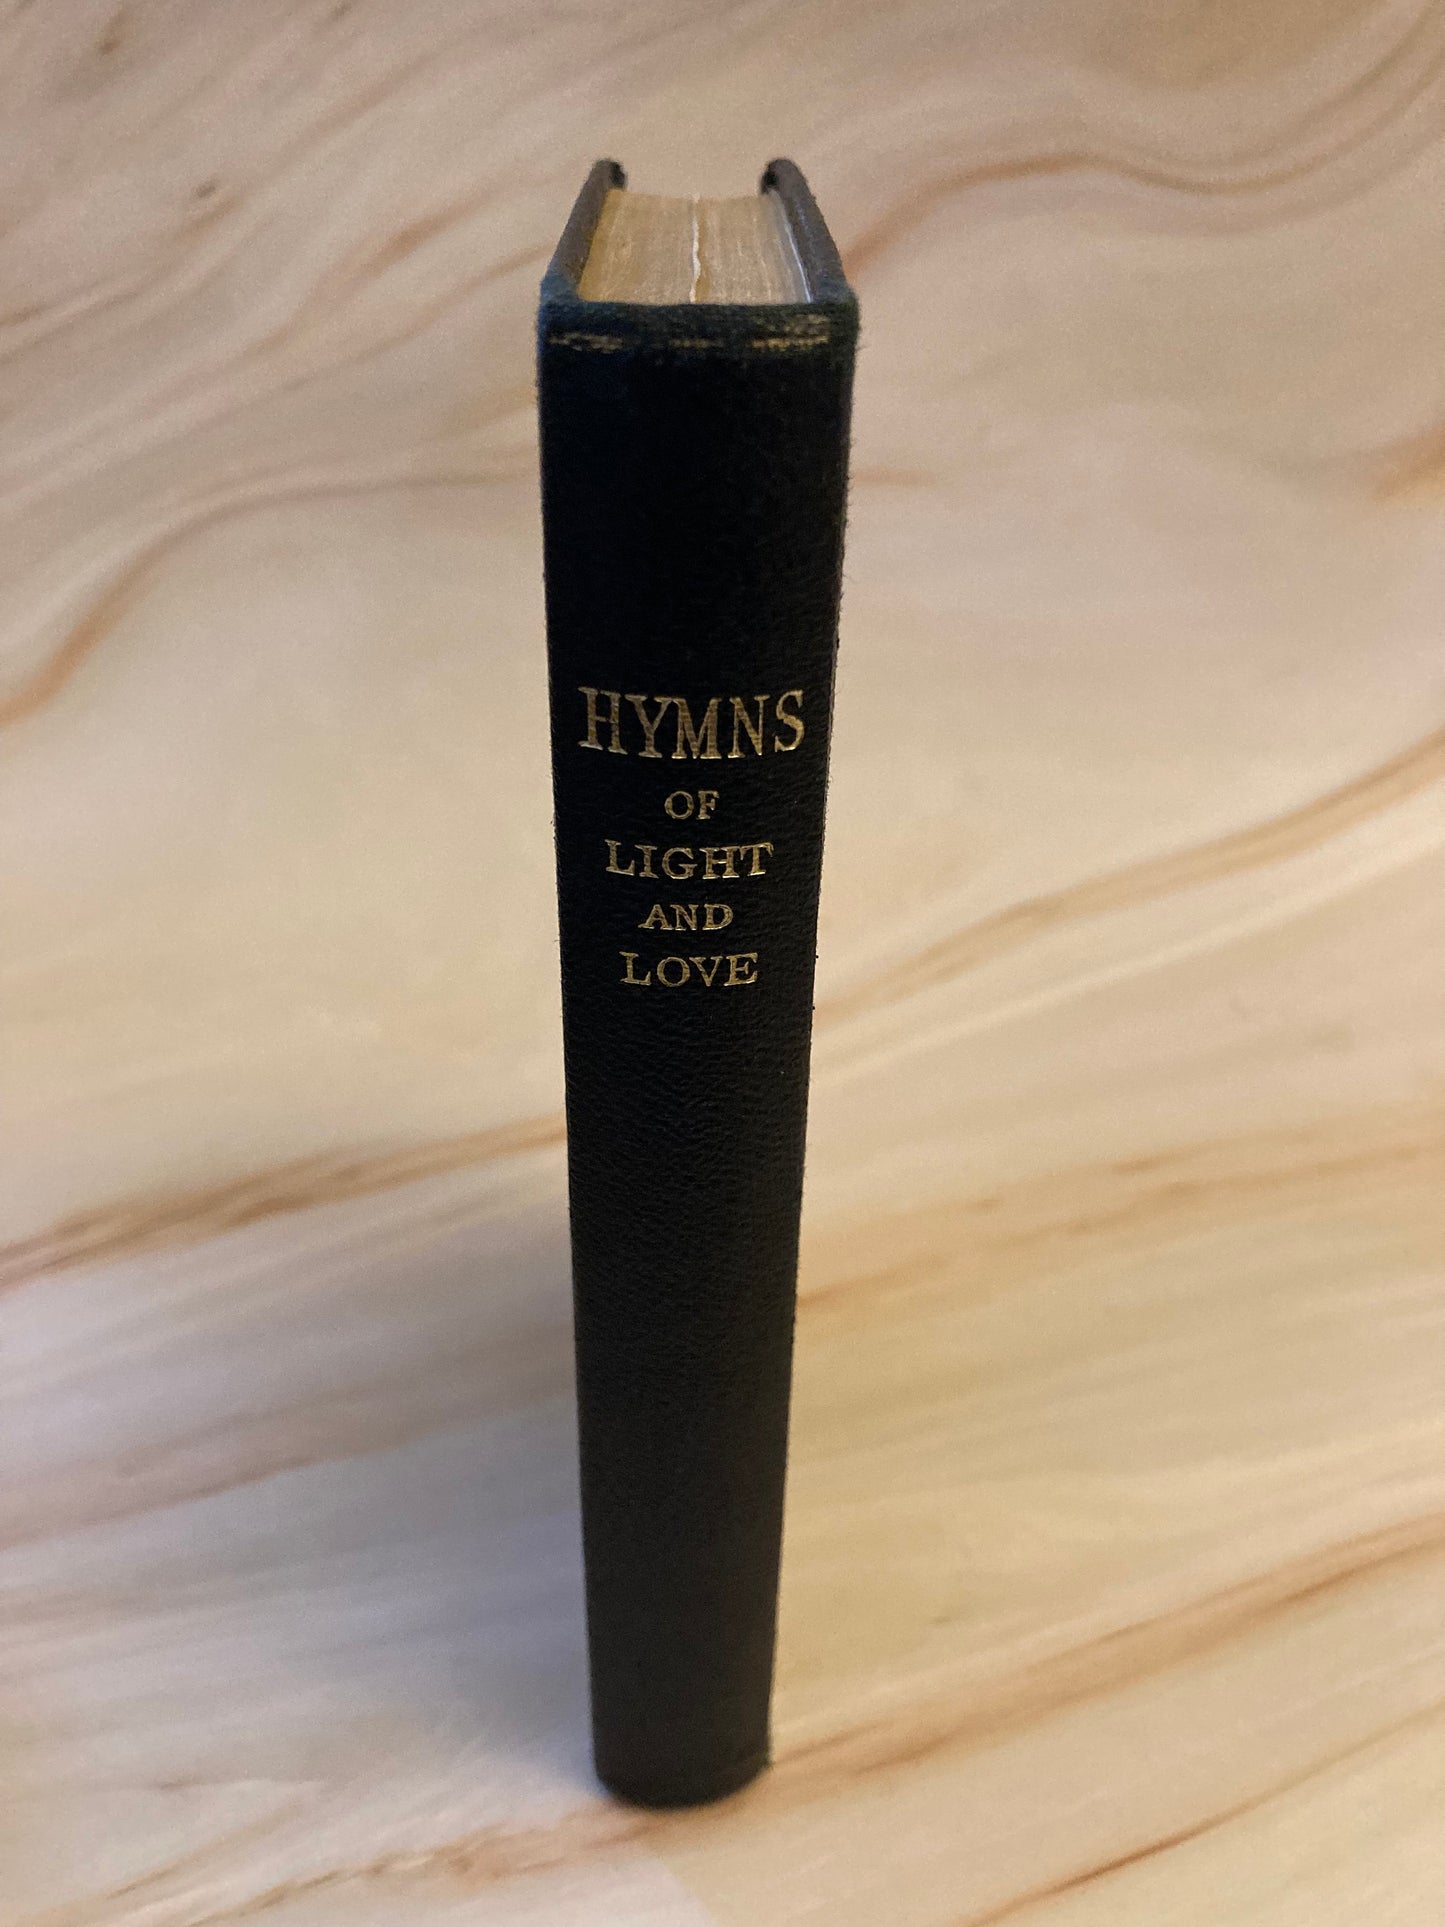 HYMNS
OF
LIGHT
AND
LOVE